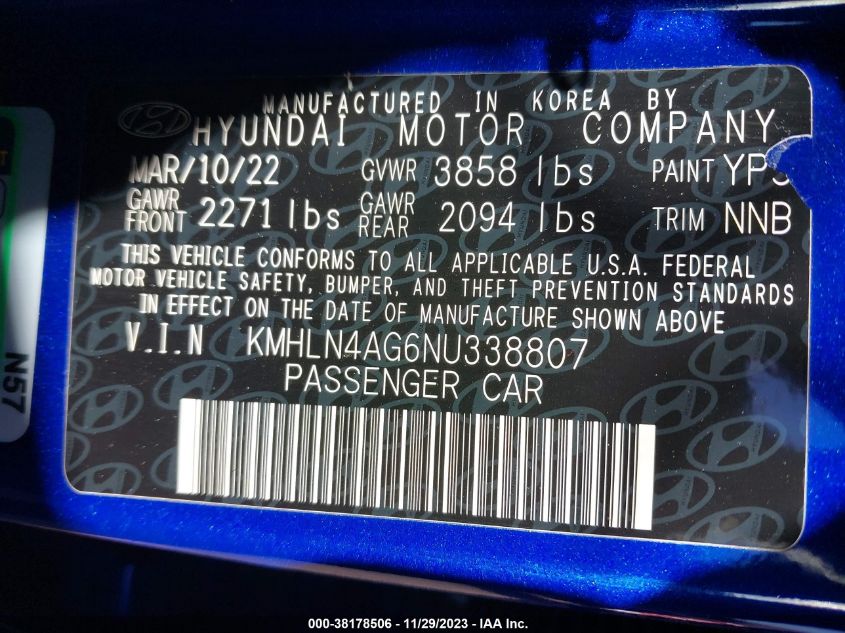 MANUFACTURED IN KOREA BY
HYUNDAI MOTOR COMPANY
MAR/10/22 GVWR 3858 lbs PAINT
GAWR FRONT 2271 lbs GAWR REAR 2094 lbs TRIM NNB
THIS VEHICLE CONFORMS TO ALL APPLICABLE U.S.A. FEDERAL
MOTOR VEHICLE SAFETY, BUMPER, AND THEFT PREVENTION STANDARDS
IN EFFECT ON THE DATE OF MANUFACTURE SHOWN ABOVE
V.I.N KMHLN4AG6NU338807
PASSENGER CAR
N57
000-38178506 - 11/29/2023 - IAA Inc.